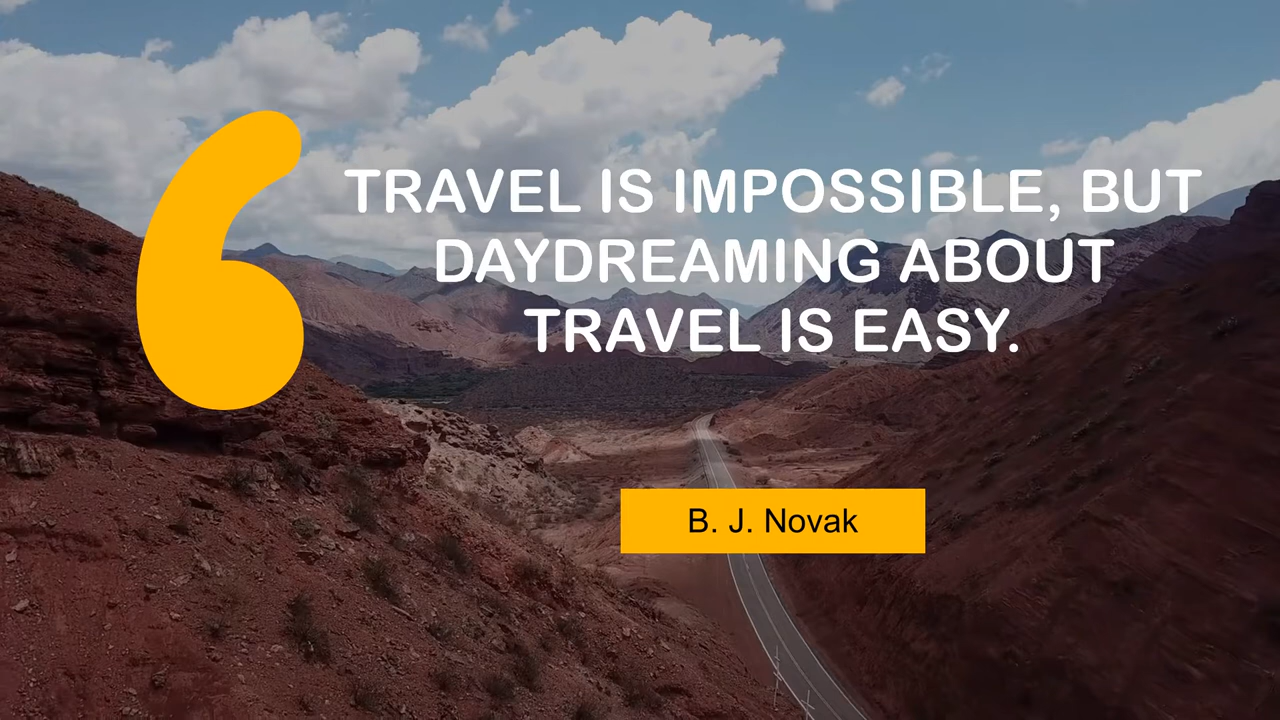 TRAVEL IS IMPOSSIBLE, BUT
DAYDREAMING ABOUT
TRAVEL IS EASY.
B. J. Novak